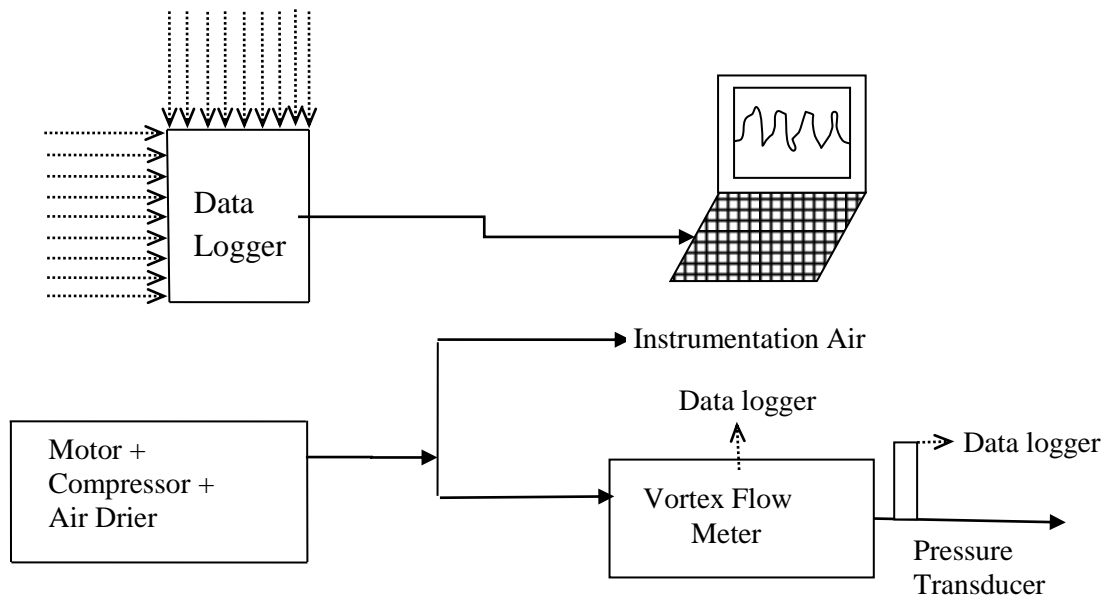 Data
Logger
Instrumentation Air
Data logger
Data logger
Motor +
Compressor +
Air Drier
Vortex Flow
Meter
Pressure
Transducer